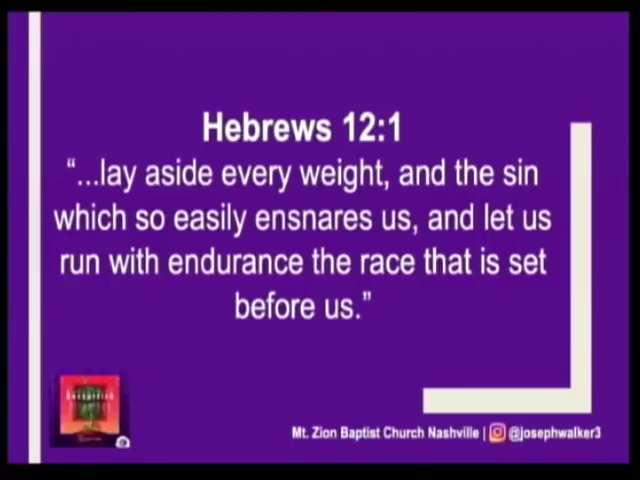 Hebrews 12:1
“...lay aside every weight, and the sin
which so easily ensnares us, and let us
run with endurance the race that is set
before us.”
Mt. Zion Baptist Church Nashville | @josephwalker3